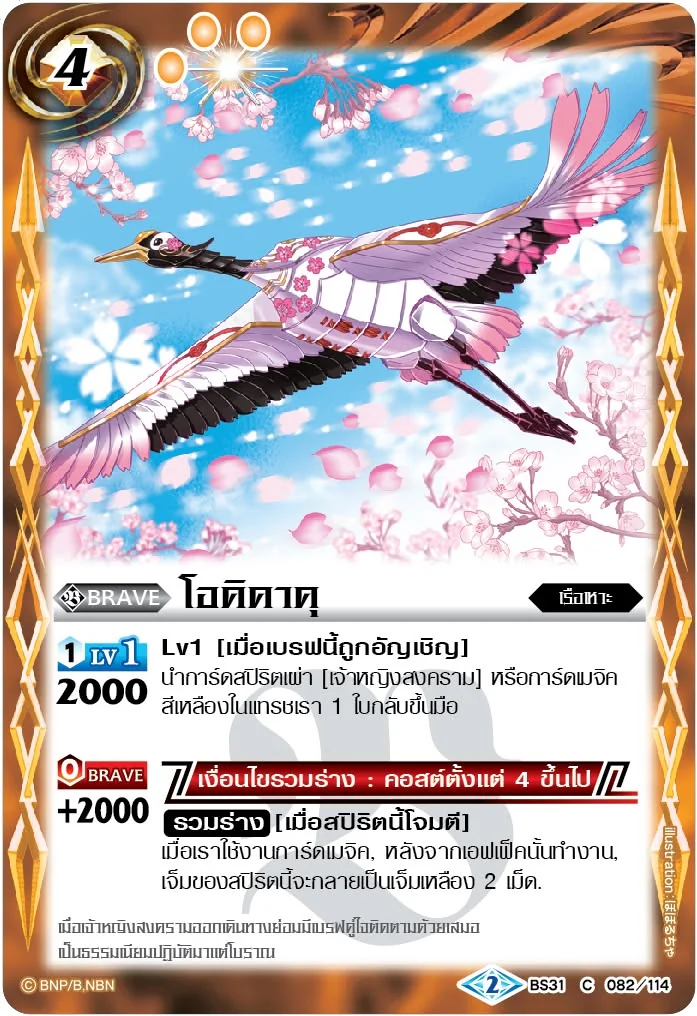 4
BRAVE โอคิคาคุ เรือเหาะ
1 LV1 Lv1 [เมื่อเบรฟนี้ถูกอัญเชิญ]
2000 นำการ์ดสปิริตเผ่า [เจ้าหญิงสงคราม] หรือการ์ดเมจิค
สีเหลืองในแทรชเรา 1 ใบกลับขึ้นมือ
0 BRAVE เงื่อนไขรวมร่าง : คอสต์ตั้งแต่ 4 ขึ้นไป
+2000 รวมร่าง [เมื่อสปิริตนี้โจมตี]
เมื่อเราใช้งานการ์ดเมจิค, หลังจากเอฟเฟ็คนั้นทำงาน,
เจ็มของสปิริตนี้จะกลายเป็นเจ็มเหลือง 2 เม็ด.
เมื่อเจ้าหญิงสงครามออกเดินทางย่อมมีเบรฟคู่ใจติดตามด้วยเสมอ
เป็นธรรมเนียมปฏิบัติมาแต่โบราณ
Illustration:ぽぽるちゃ
©BNP/B,NBN 2 BS31 C 082/114